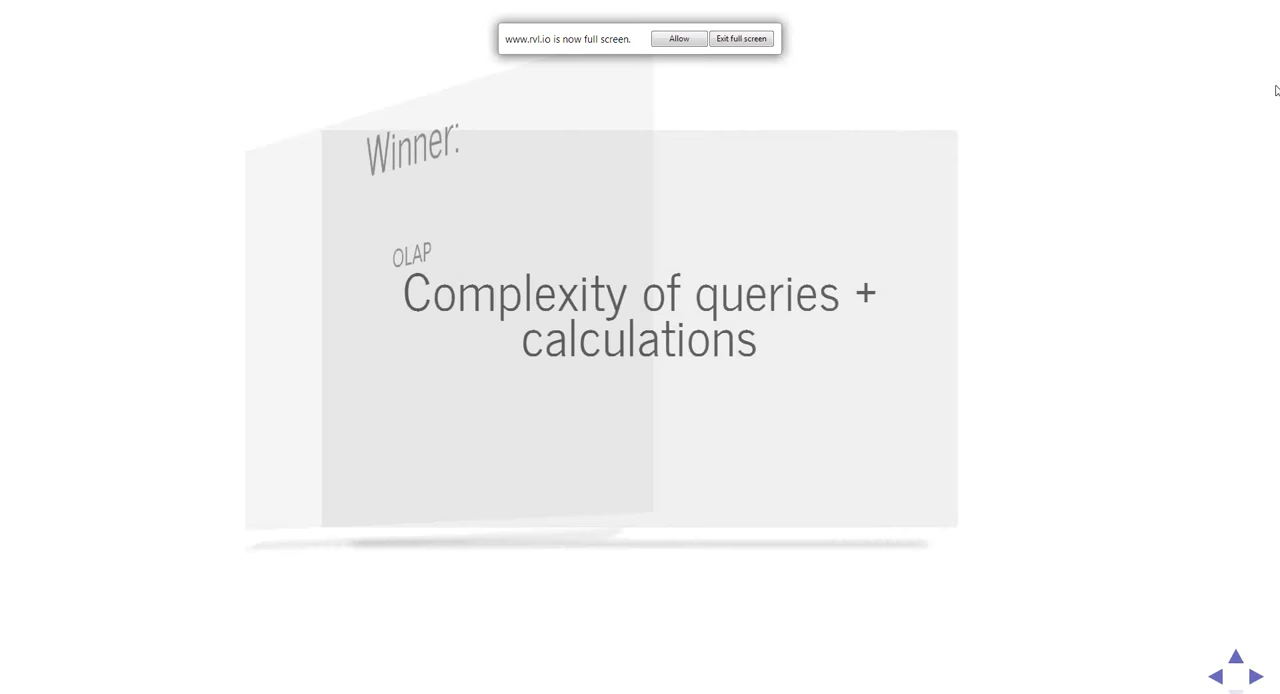 www.rvl.io is now full screen. Allow Exit full screen
Winner:
OLAP
Complexity of queries +
calculations